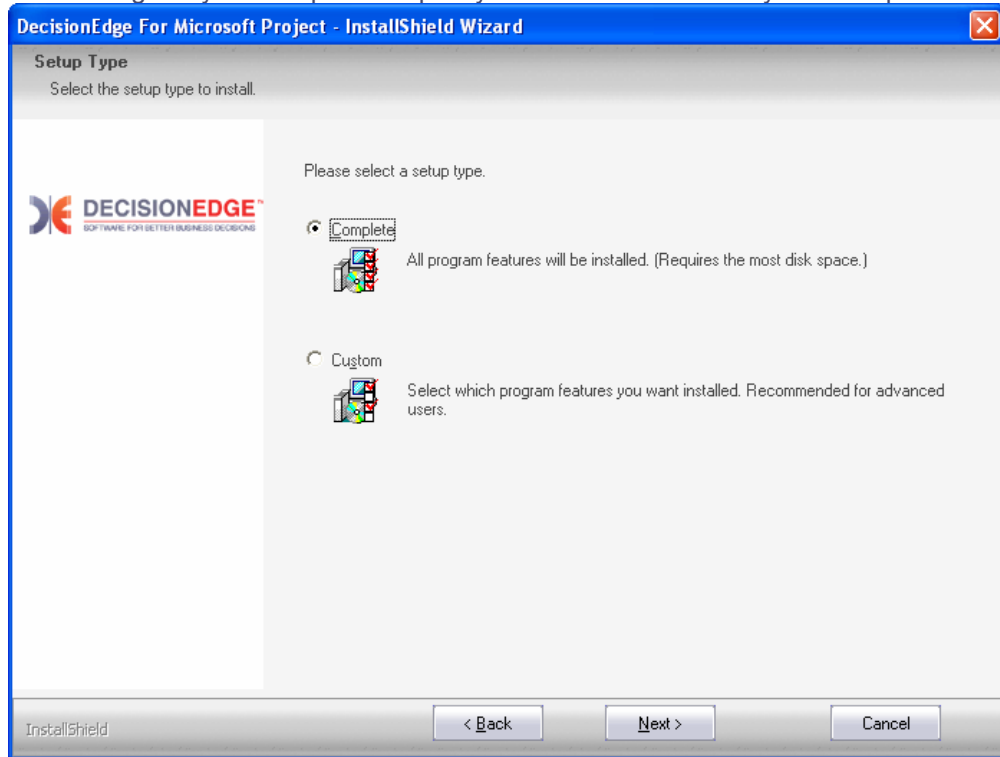 DecisionEdge For Microsoft Project - InstallShield Wizard
Setup Type
Select the setup type to install.
Please select a setup type.
DECISIONEDGE™
SOFTWARE FOR BETTER BUSINESS DECISIONS
Complete
All program features will be installed. (Requires the most disk space.)
Custom
Select which program features you want installed. Recommended for advanced
users.
InstallShield
< Back
Next >
Cancel